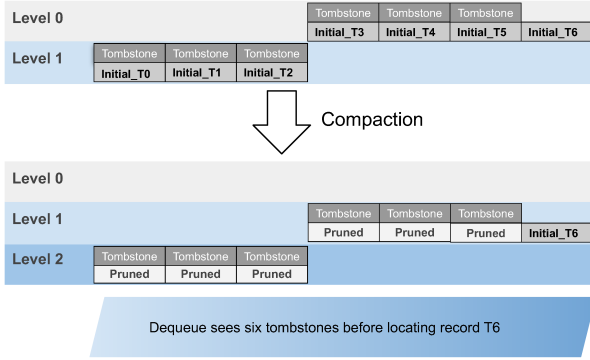 Level 0
Tombstone Tombstone Tombstone
Initial_T3 Initial_T4 Initial_T5 Initial_T6
Level 1
Tombstone Tombstone Tombstone
Initial_T0 Initial_T1 Initial_T2
Compaction
Level 0
Level 1
Tombstone Tombstone Tombstone
Pruned Pruned Pruned Initial_T6
Level 2
Tombstone Tombstone Tombstone
Pruned Pruned Pruned
Dequeue sees six tombstones before locating record T6